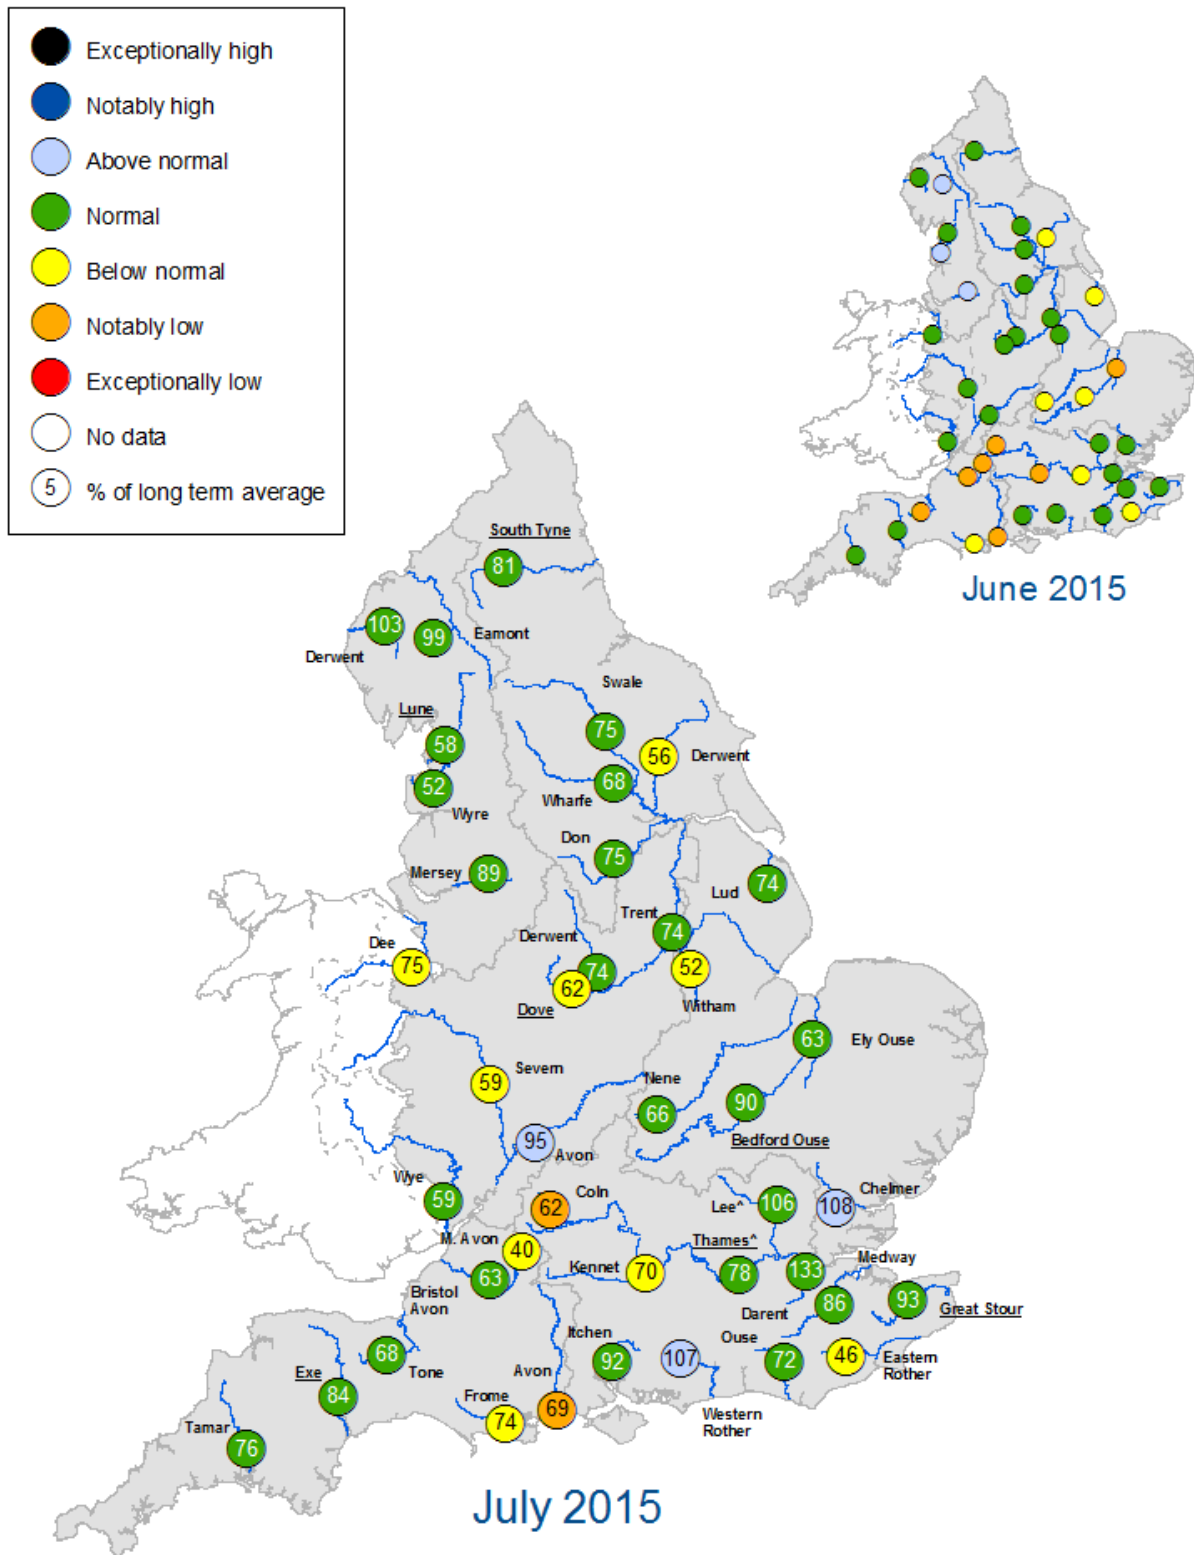 Exceptionally high
Notably high
Above normal
Normal
Below normal
Notably low
Exceptionally low
No data
5 % of long term average
June 2015
South Tyne
81
103
99
Eamont
Derwent
Swale
Lune
75
58
56
Derwent
68
52
Wharfe
Wyre
Don
75
Mersey
89
74
Lud
Trent
74
Derwent
Dee
75
74
52
62
Dove
Witham
63
Ely Ouse
Severn
59
Nene
90
66
Bedford Ouse
95
Avon
Wye
59
Coln
62
Lee^
106
Chelmer
108
M. Avon
40
Thames^
Medway
63
Kennet
70
78
133
Bristol
Avon
Darent
86
93
Great Stour
Itchen
Ouse
68
Tone
92
107
72
46
Eastern
Rother
Exe
84
Avon
Frome
74
69
Western
Rother
Tamar
76
July 2015